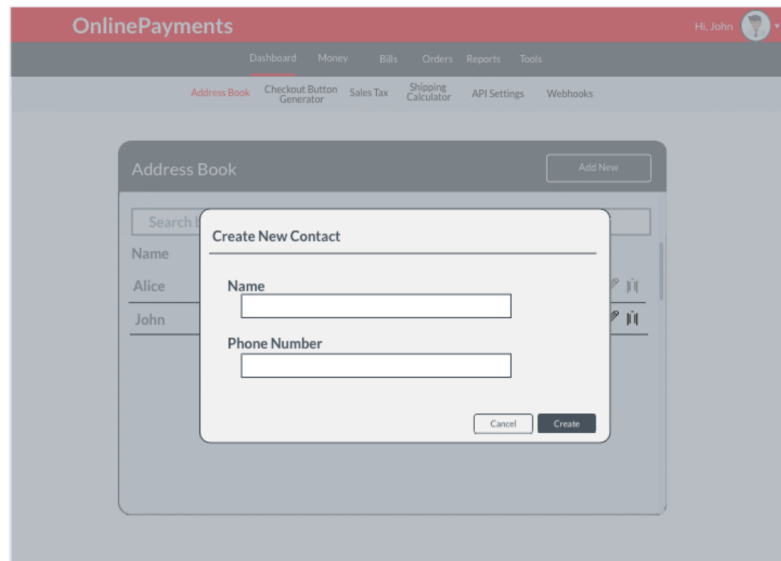 OnlinePayments
Hi, John
Dashboard Money Bills Orders Reports Tools
Address Book Checkout Button Generator Sales Tax Shipping Calculator API Settings Webhooks
Address Book
Add New
Search
Name
Alice
John
Create New Contact
Name
Phone Number
Cancel
Create